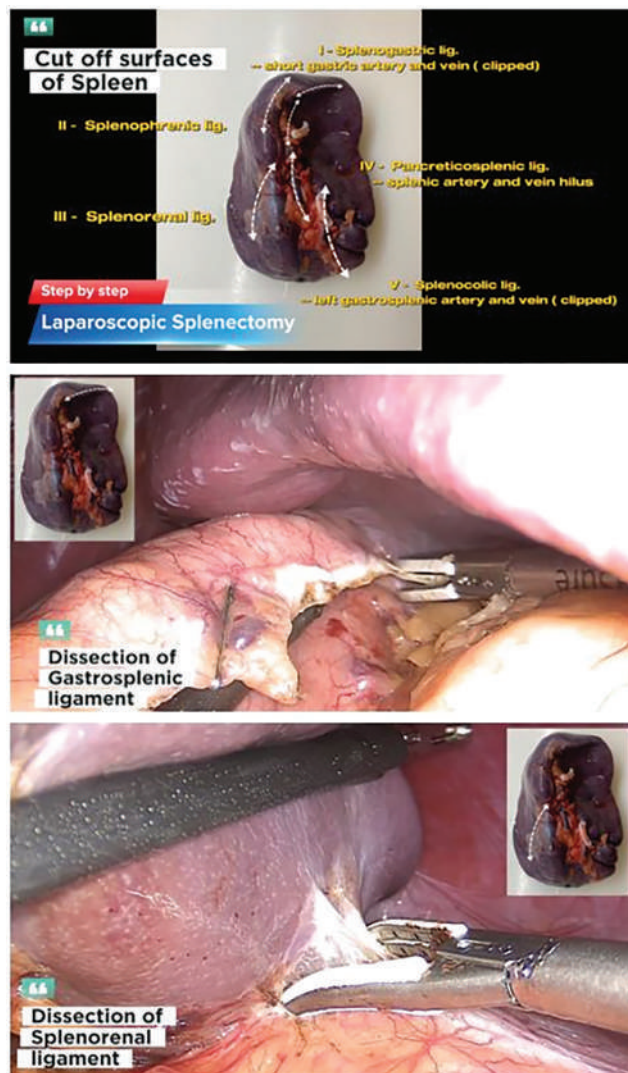 Cut off surfaces
of Spleen
I - Splenogastric lig.
-- short gastric artery and vein ( clipped)
II - Splenophrenic lig.
IV - Pancreticosplenic lig.
-- splenic artery and vein hilus
III - Splenorenal lig.
V - Splenocolic lig.
-- left gastrosplenic artery and vein ( clipped)
Step by step
Laparoscopic Splenectomy
Dissection of
Gastrosplenic
ligament
Dissection of
Splenorenal
ligament